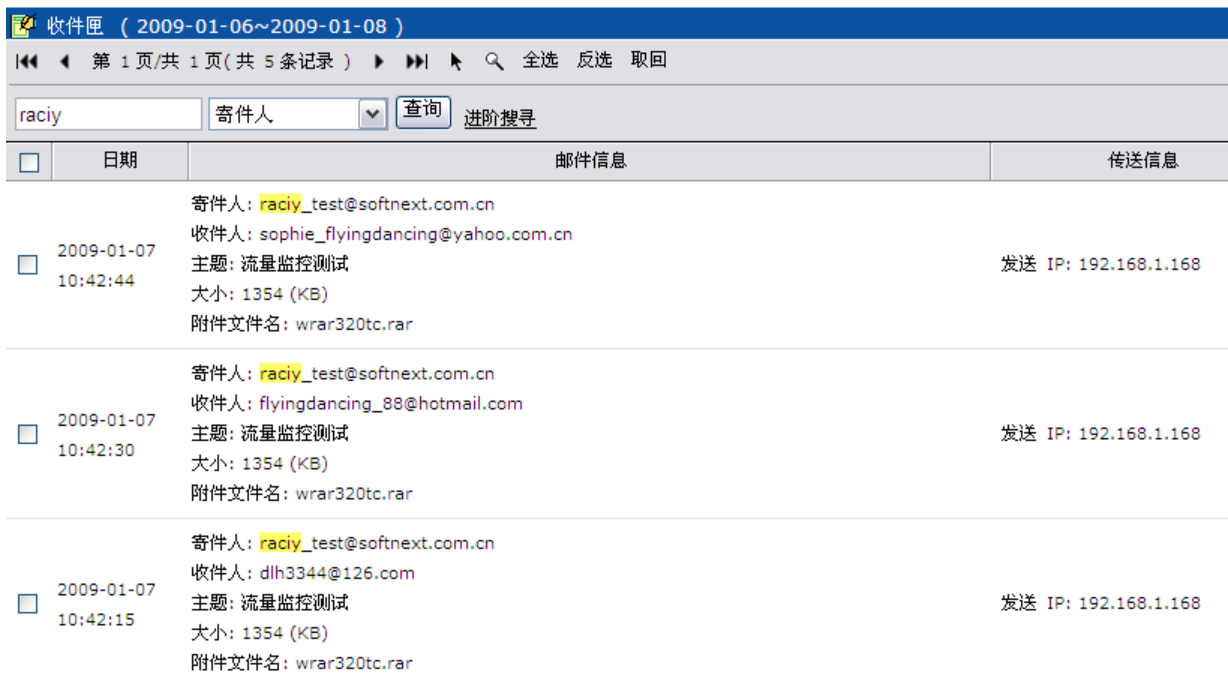 收件匣 ( 2009-01-06~2009-01-08 )
第 1 页/共 1 页( 共 5 条记录 ) 全选 反选 取回
raciy 寄件人 查询 进阶搜寻
日期 邮件信息 传送信息
寄件人: raciy_test@softnext.com.cn
收件人: sophie_flyingdancing@yahoo.com.cn
2009-01-07
10:42:44
主题: 流量监控测试
发送 IP: 192.168.1.168
大小: 1354 (KB)
附件文件名: wrar320tc.rar
寄件人: raciy_test@softnext.com.cn
收件人: flyingdancing_88@hotmail.com
2009-01-07
10:42:30
主题: 流量监控测试
发送 IP: 192.168.1.168
大小: 1354 (KB)
附件文件名: wrar320tc.rar
寄件人: raciy_test@softnext.com.cn
收件人: dlh3344@126.com
2009-01-07
10:42:15
主题: 流量监控测试
发送 IP: 192.168.1.168
大小: 1354 (KB)
附件文件名: wrar320tc.rar